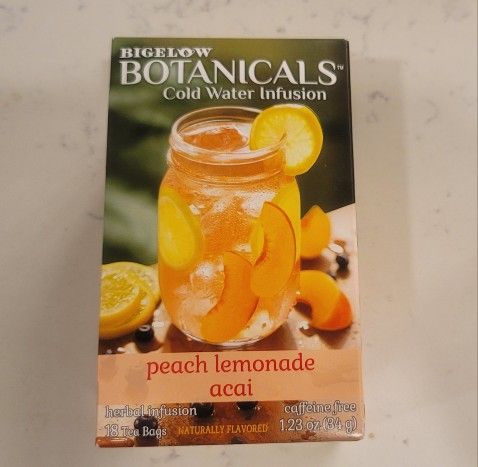 BIGELOW
BOTANICALS™
Cold Water Infusion
peach lemonade
acai
herbal infusion
caffeine free
18 Tea Bags NATURALLY FLAVORED 1.23 oz.(34 g)